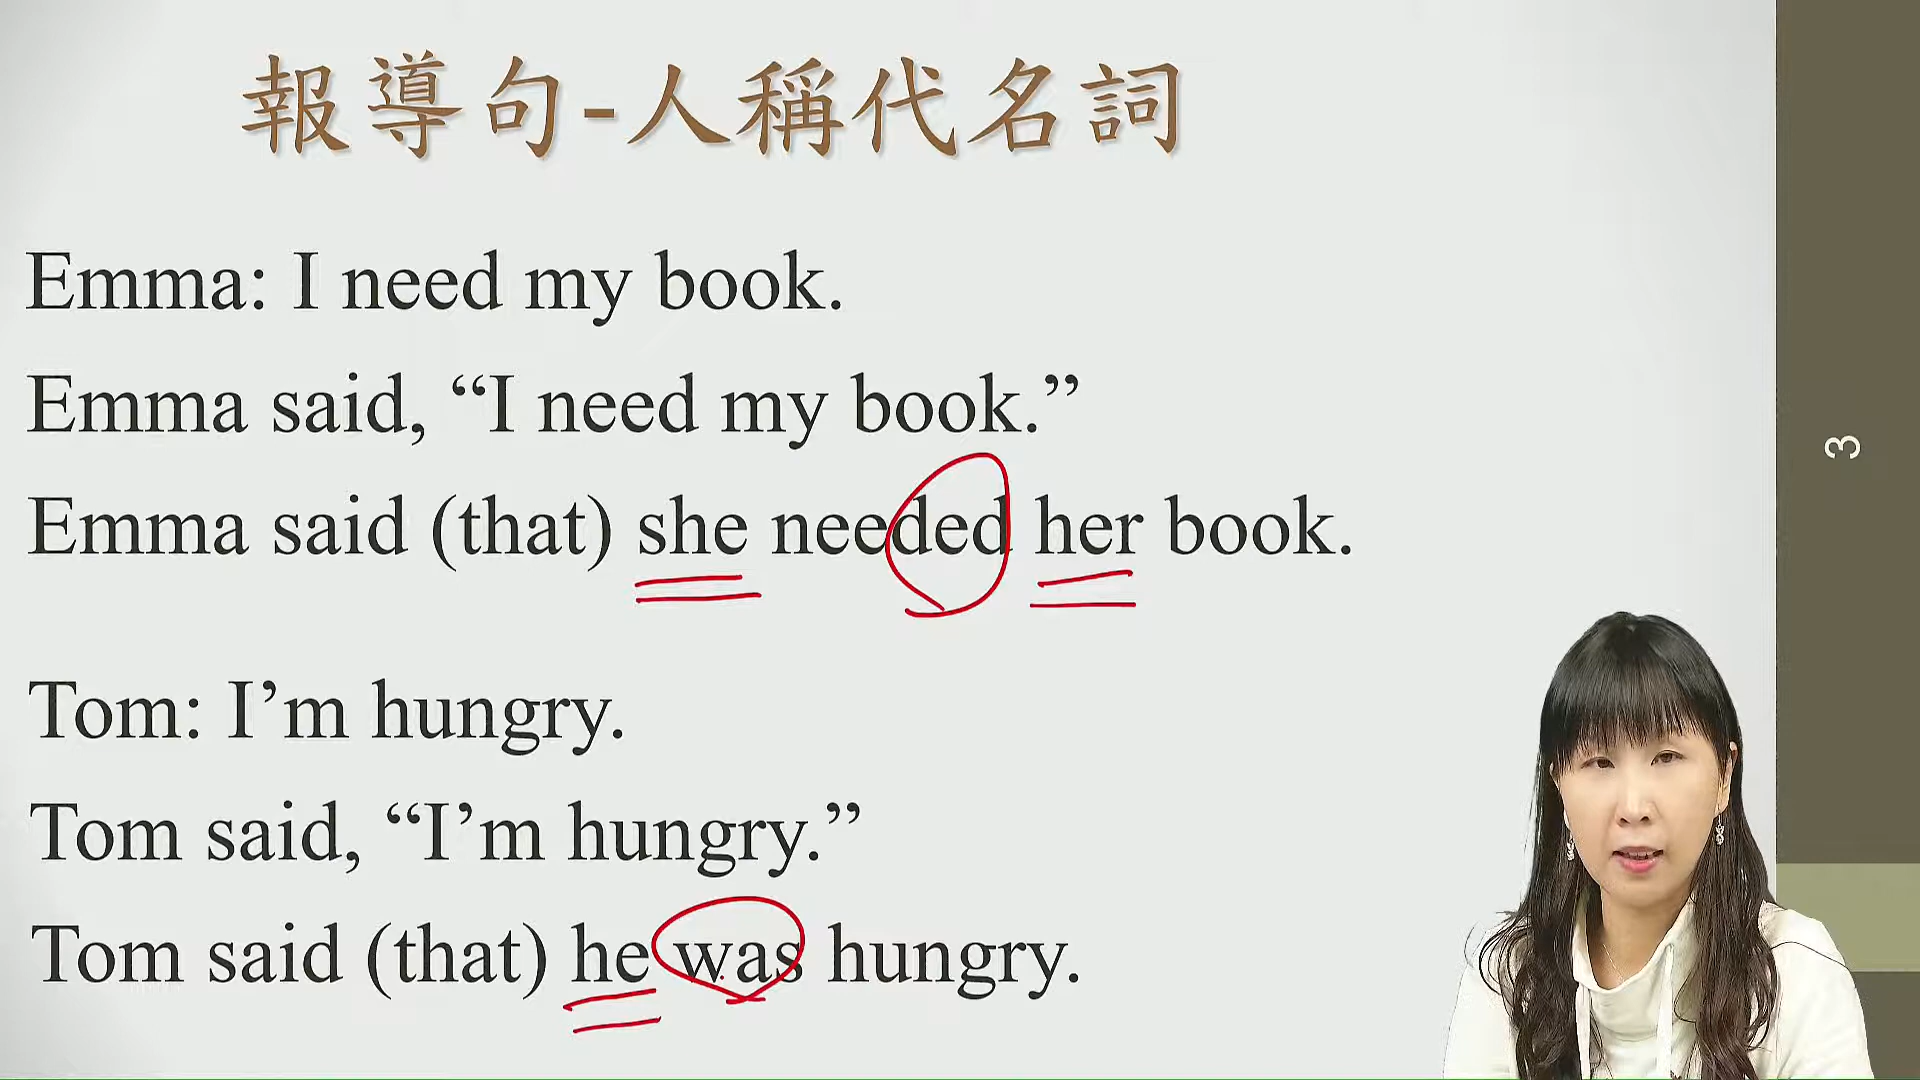 報導句-人稱代名詞
Emma: I need my book.
Emma said, “I need my book.”
Emma said (that) she needed her book.
Tom: I’m hungry.
Tom said, “I’m hungry.”
Tom said (that) he was hungry.
3